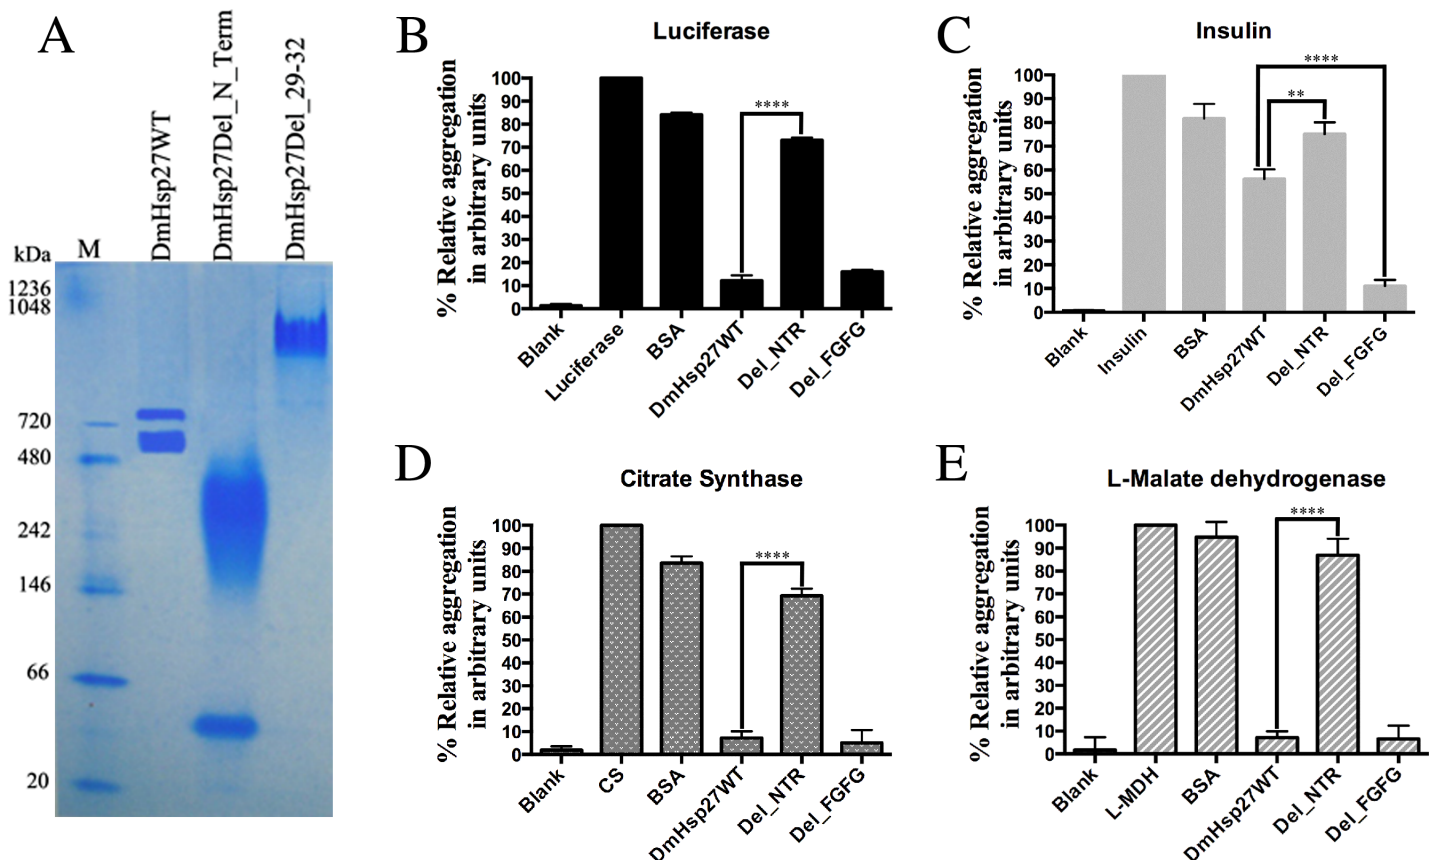 A
DmHsp27WT
DmHsp27Del_N_Term
DmHsp27Del_29-32
kDa
M
1236
1048
720
480
242
146
66
20
B
Luciferase
% Relative aggregation
in arbitrary units
100
90
80
70
60
50
40
30
20
10
0
****
Blank
Luciferase
BSA
DmHsp27WT
Del_NTR
Del_FGFG
C
Insulin
% Relative aggregation
in arbitrary units
100
90
80
70
60
50
40
30
20
10
0
****
**
Blank
Insulin
BSA
DmHsp27WT
Del_NTR
Del_FGFG
D
Citrate Synthase
% Relative aggregation
in arbitrary units
100
90
80
70
60
50
40
30
20
10
0
****
Blank
CS
BSA
DmHsp27WT
Del_NTR
Del_FGFG
E
L-Malate dehydrogenase
% Relative aggregation
in arbitrary units
100
90
80
70
60
50
40
30
20
10
0
****
Blank
L-MDH
BSA
DmHsp27WT
Del_NTR
Del_FGFG